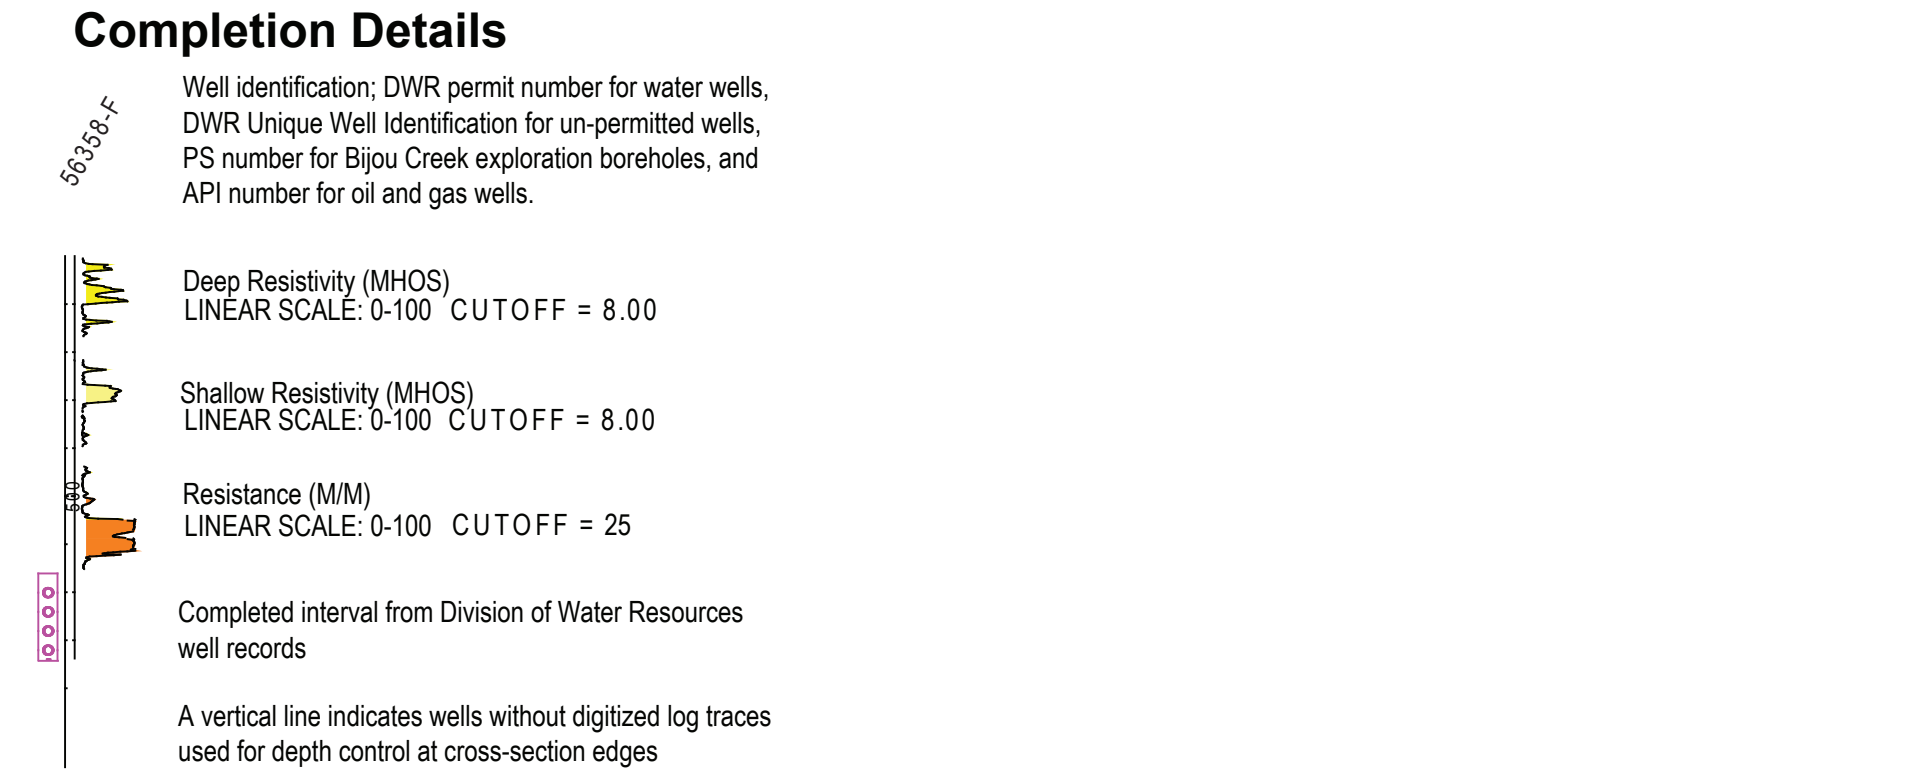 Completion Details
56358-F
Well identification; DWR permit number for water wells,
DWR Unique Well Identification for un-permitted wells,
PS number for Bijou Creek exploration boreholes, and
API number for oil and gas wells.
Deep Resistivity (MHOS)
LINEAR SCALE: 0-100 CUTOFF = 8.00
Shallow Resistivity (MHOS)
LINEAR SCALE: 0-100 CUTOFF = 8.00
500
Resistance (M/M)
LINEAR SCALE: 0-100 CUTOFF = 25
Completed interval from Division of Water Resources
well records
A vertical line indicates wells without digitized log traces
used for depth control at cross-section edges